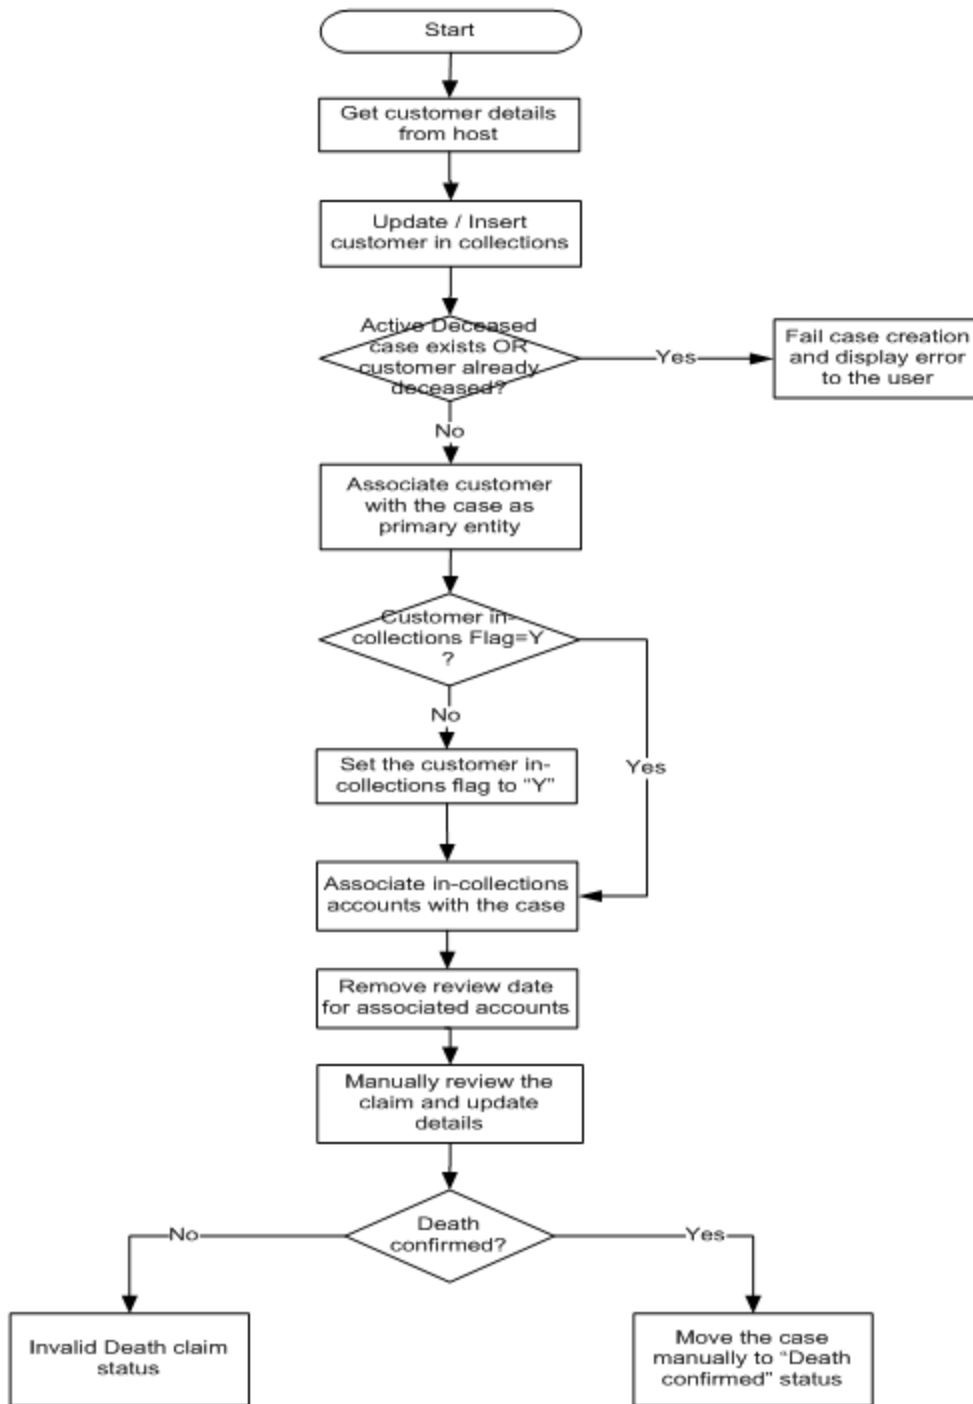 Start
Get customer details
from host
Update / Insert
customer in collections
Active Deceased
case exists OR
customer already
deceased?
Yes
Fail case creation
and display error
to the user
No
Associate customer
with the case as
primary entity
Customer in-
collections Flag=Y
?
No
Yes
Set the customer in-
collections flag to “Y”
Associate in-collections
accounts with the case
Remove review date
for associated accounts
Manually review the
claim and update
details
Death
confirmed?
No
Yes
Invalid Death claim
status
Move the case
manually to “Death
confirmed” status